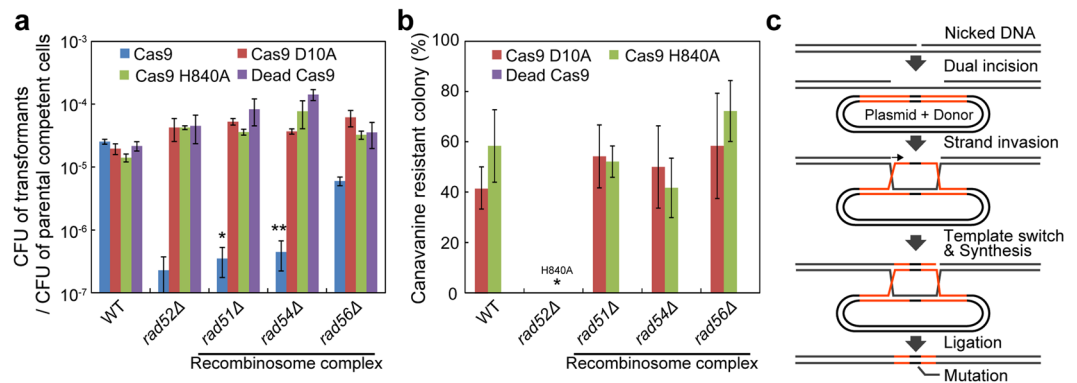 a
CFU of transformants
/ CFU of parental competent cells
10-3
10-4
10-5
10-6
10-7
Cas9
Cas9 D10A
Cas9 H840A
Dead Cas9
*
**
WT
rad52Δ
rad51Δ
rad54Δ
rad56Δ
Recombinosome complex
b
Canavanine resistant colony (%)
100
80
60
40
20
0
Cas9 D10A
Cas9 H840A
Dead Cas9
H840A
*
WT
rad52Δ
rad51Δ
rad54Δ
rad56Δ
Recombinosome complex
c
Nicked DNA
Dual incision
Plasmid + Donor
Strand invasion
Template switch
& Synthesis
Ligation
Mutation